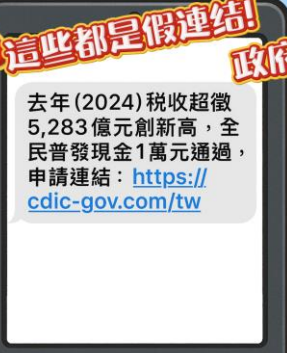 這些都是假連結!
政府
去年(2024)稅收超徵
5,283億元創新高，全
民普發現金1萬元通過，
申請連結：https://
cdic-gov.com/tw